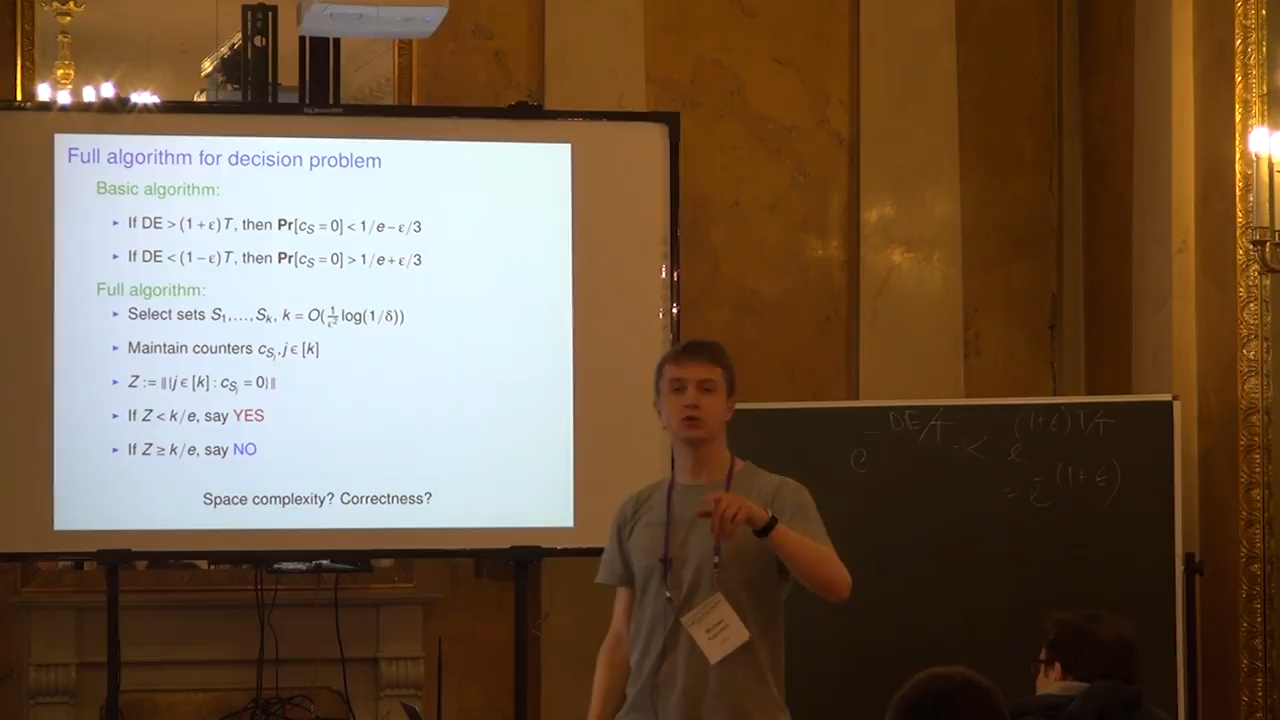 Full algorithm for decision problem
Basic algorithm:
▸ If DE > (1 + ε)T, then Pr[c_S = 0] < 1/e − ε/3
▸ If DE < (1 − ε)T, then Pr[c_S = 0] > 1/e + ε/3
Full algorithm:
▸ Select sets S_1,…,S_k, k = O(1/ε² log(1/δ))
▸ Maintain counters c_{S_j}, j ∈ [k]
▸ Z := |{j ∈ [k] : c_{S_j} = 0}|
▸ If Z < k/e, say YES
▸ If Z ≥ k/e, say NO
Space complexity? Correctness?
e^{-DE/T} < e^{(1+ε)T/T}
= e^{-(1+ε)}